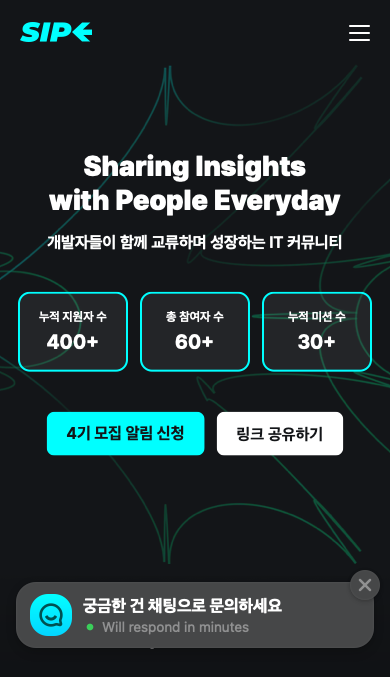 SIPE
Sharing Insights
with People Everyday
개발자들이 함께 교류하며 성장하는 IT 커뮤니티
누적 지원자 수
400+
총 참여자 수
60+
누적 미션 수
30+
4기 모집 알림 신청
링크 공유하기
궁금한 건 채팅으로 문의하세요
Will respond in minutes